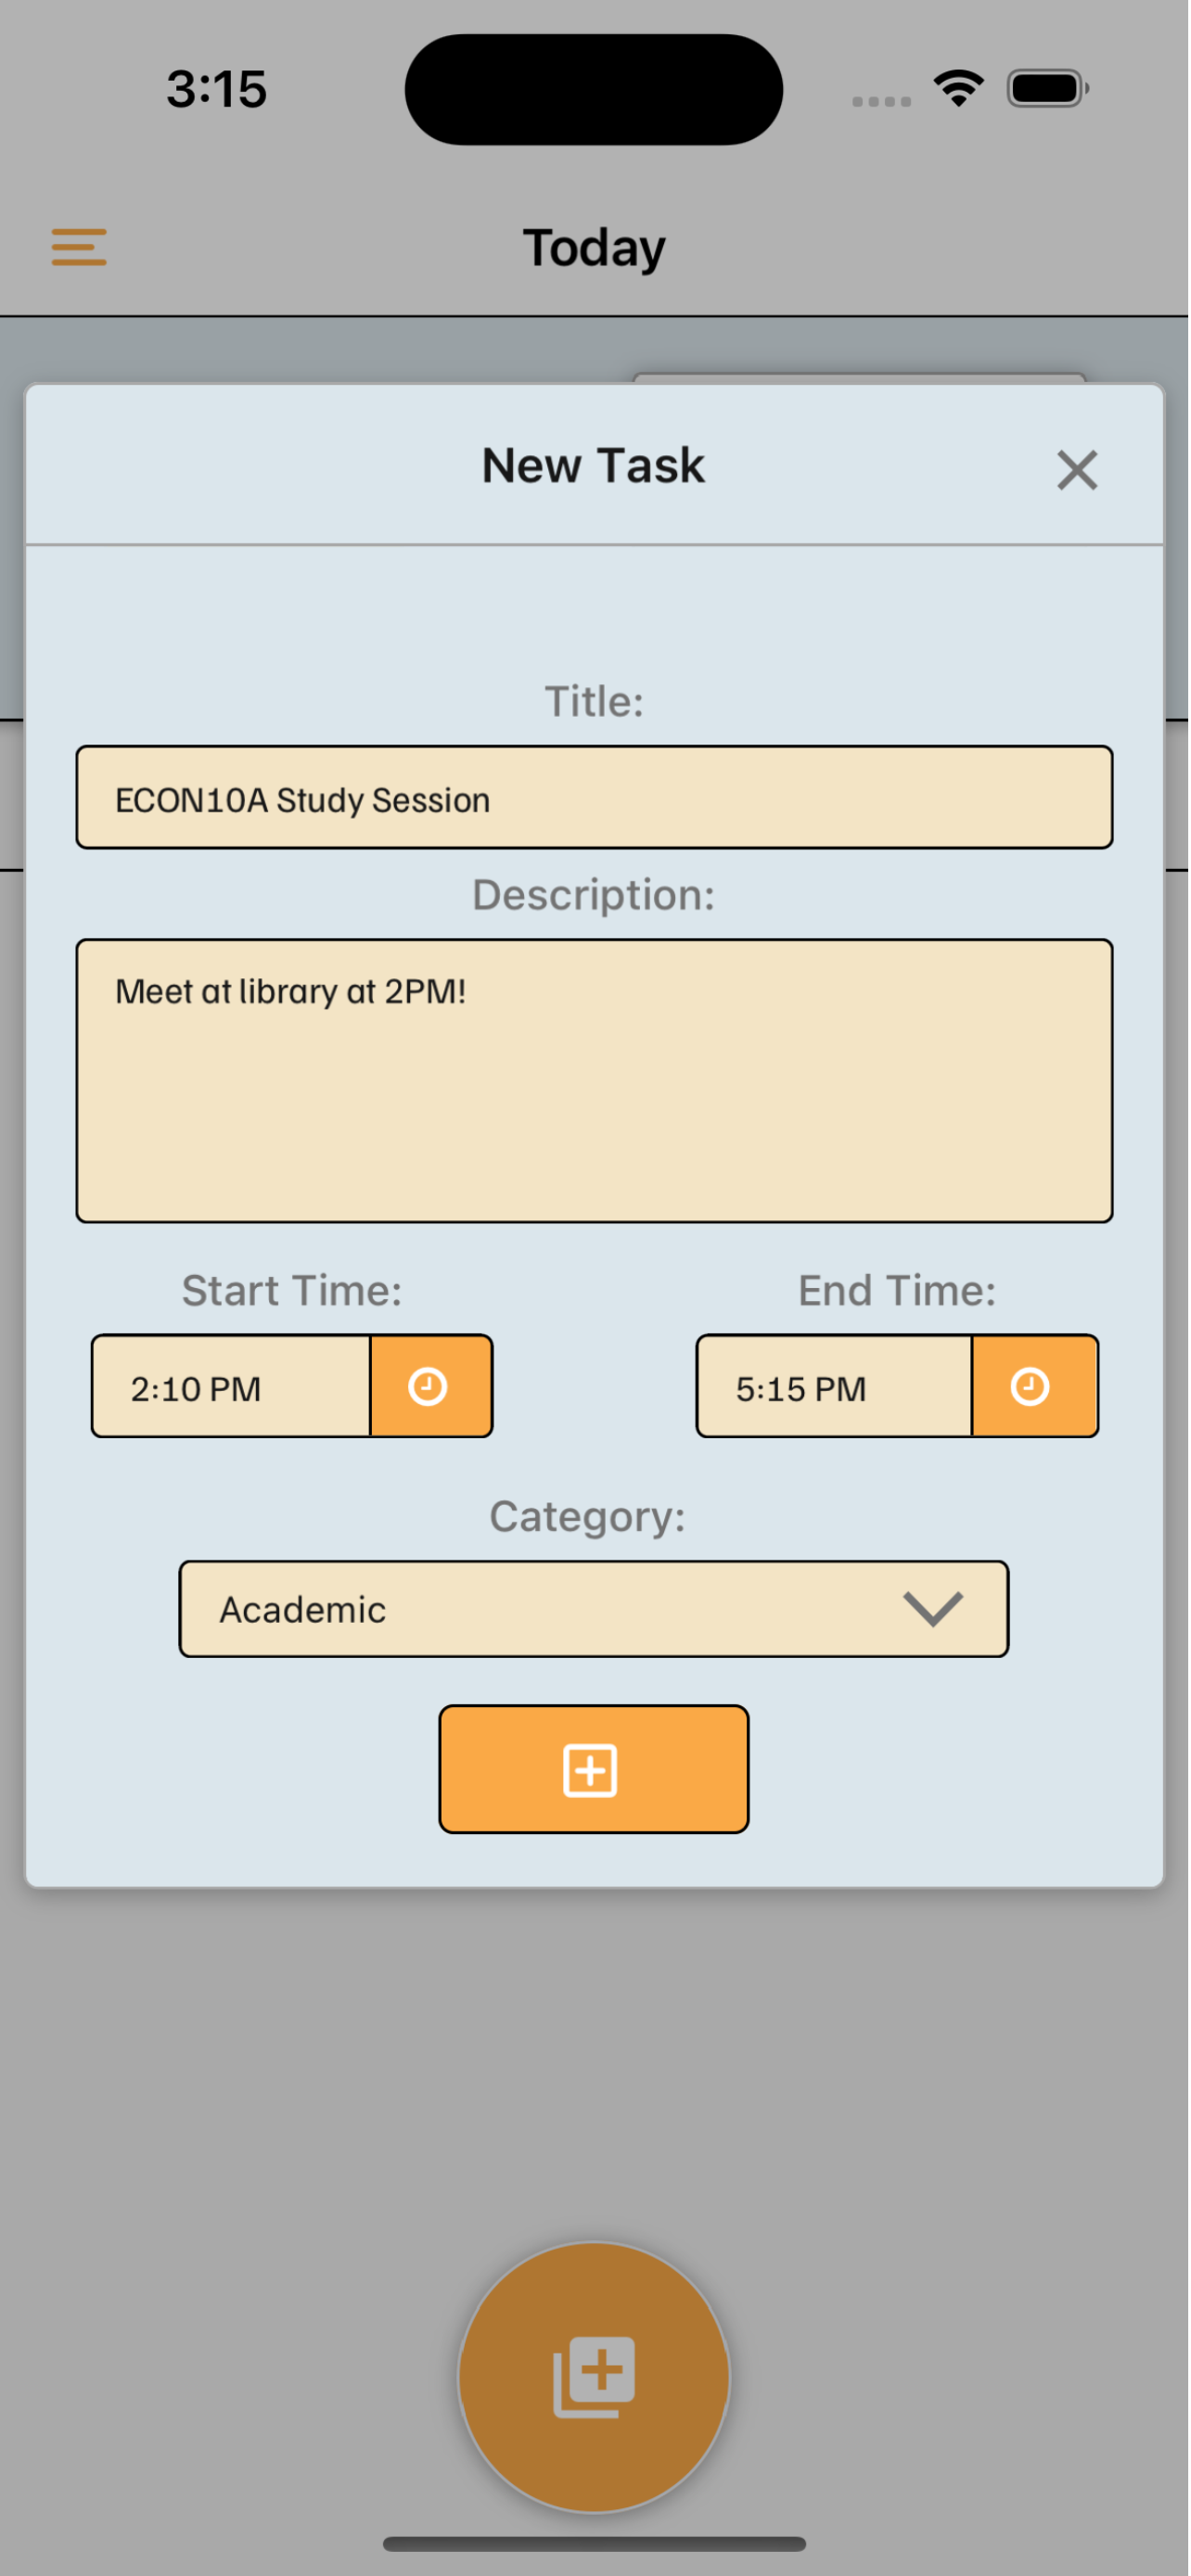 3:15
Today
New Task
Title:
ECON10A Study Session
Description:
Meet at library at 2PM!
Start Time:
End Time:
2:10 PM
5:15 PM
Category:
Academic